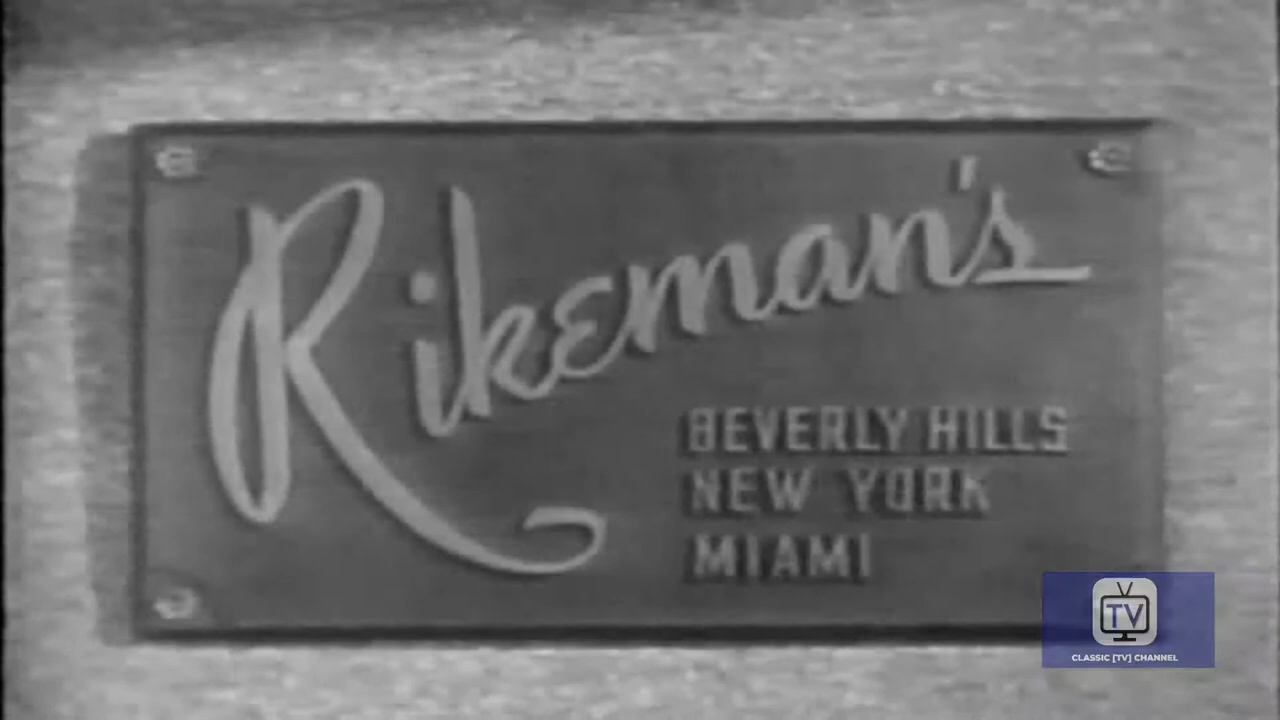 Rikeman's
BEVERLY HILLS
NEW YORK
MIAMI
TV
CLASSIC [TV] CHANNEL